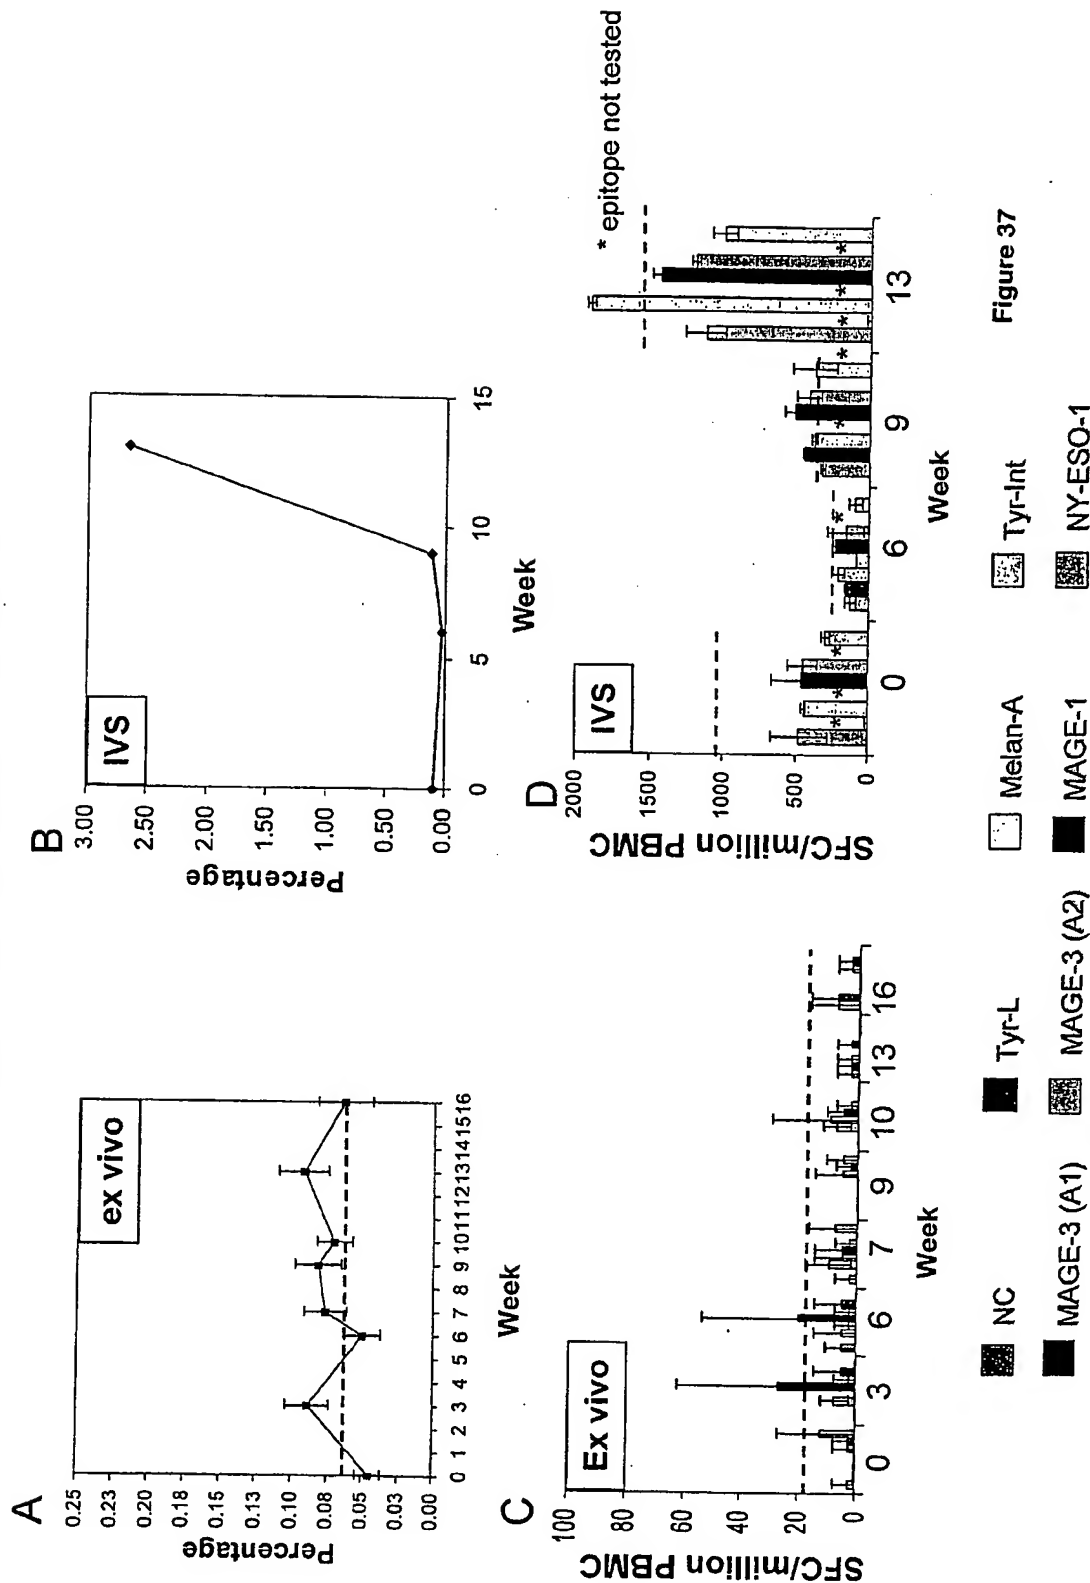 A
ex vivo
0.25
0.23
0.20
0.18
0.15
0.13
0.10
0.08
0.05
0.03
0.00
Percentage
0 1 2 3 4 5 6 7 8 9 10 11 12 13 14 15 16
Week
B
IVS
3.00
2.50
2.00
1.50
1.00
0.50
0.00
Percentage
0 5 10 15
Week
C
Ex vivo
100
80
60
40
20
0
SFC/million PBMC
0 3 6 7 9 10 13 16
Week
D
IVS
* epitope not tested
2000
1500
1000
500
0
SFC/million PBMC
* * * * * * * * *
0 6 9 13
Week
NC Tyr-L Melan-A Tyr-Int
MAGE-3 (A1) MAGE-3 (A2) MAGE-1 NY-ESO-1
Figure 37